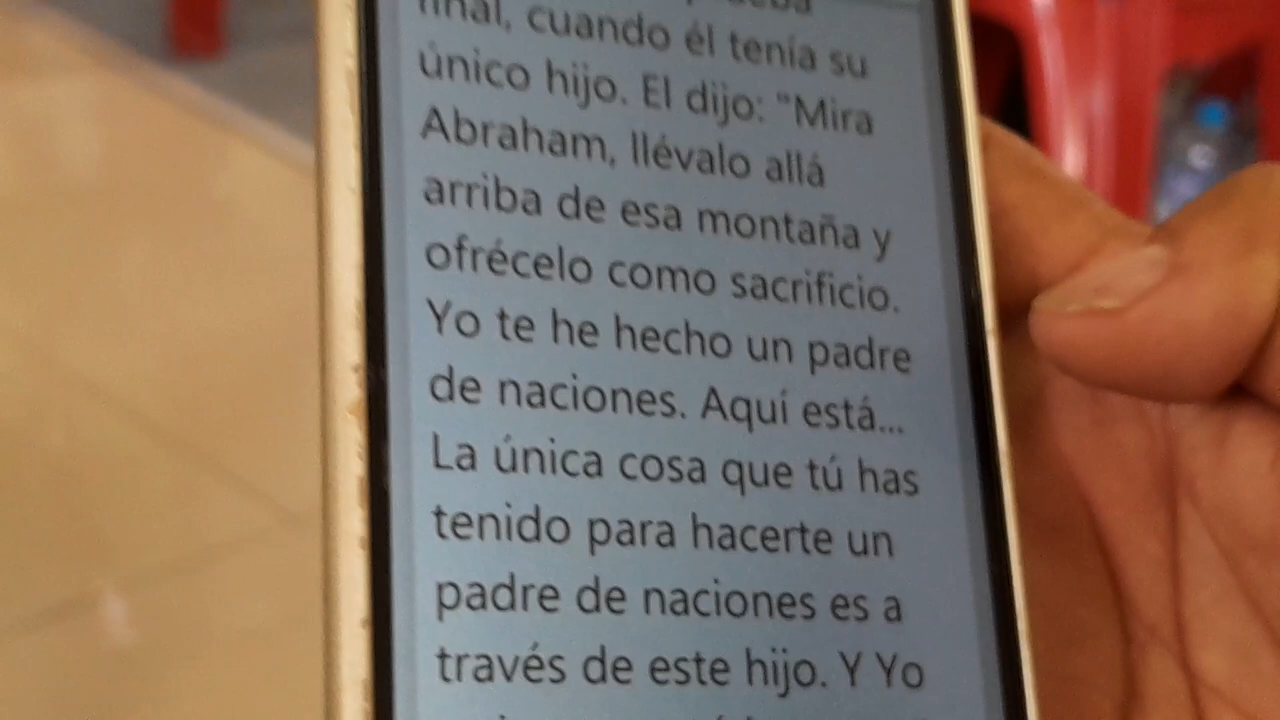 final, cuando él tenía su
único hijo. El dijo: "Mira
Abraham, llévalo allá
arriba de esa montaña y
ofrécelo como sacrificio.
Yo te he hecho un padre
de naciones. Aquí está...
La única cosa que tú has
tenido para hacerte un
padre de naciones es a
través de este hijo. Y Yo